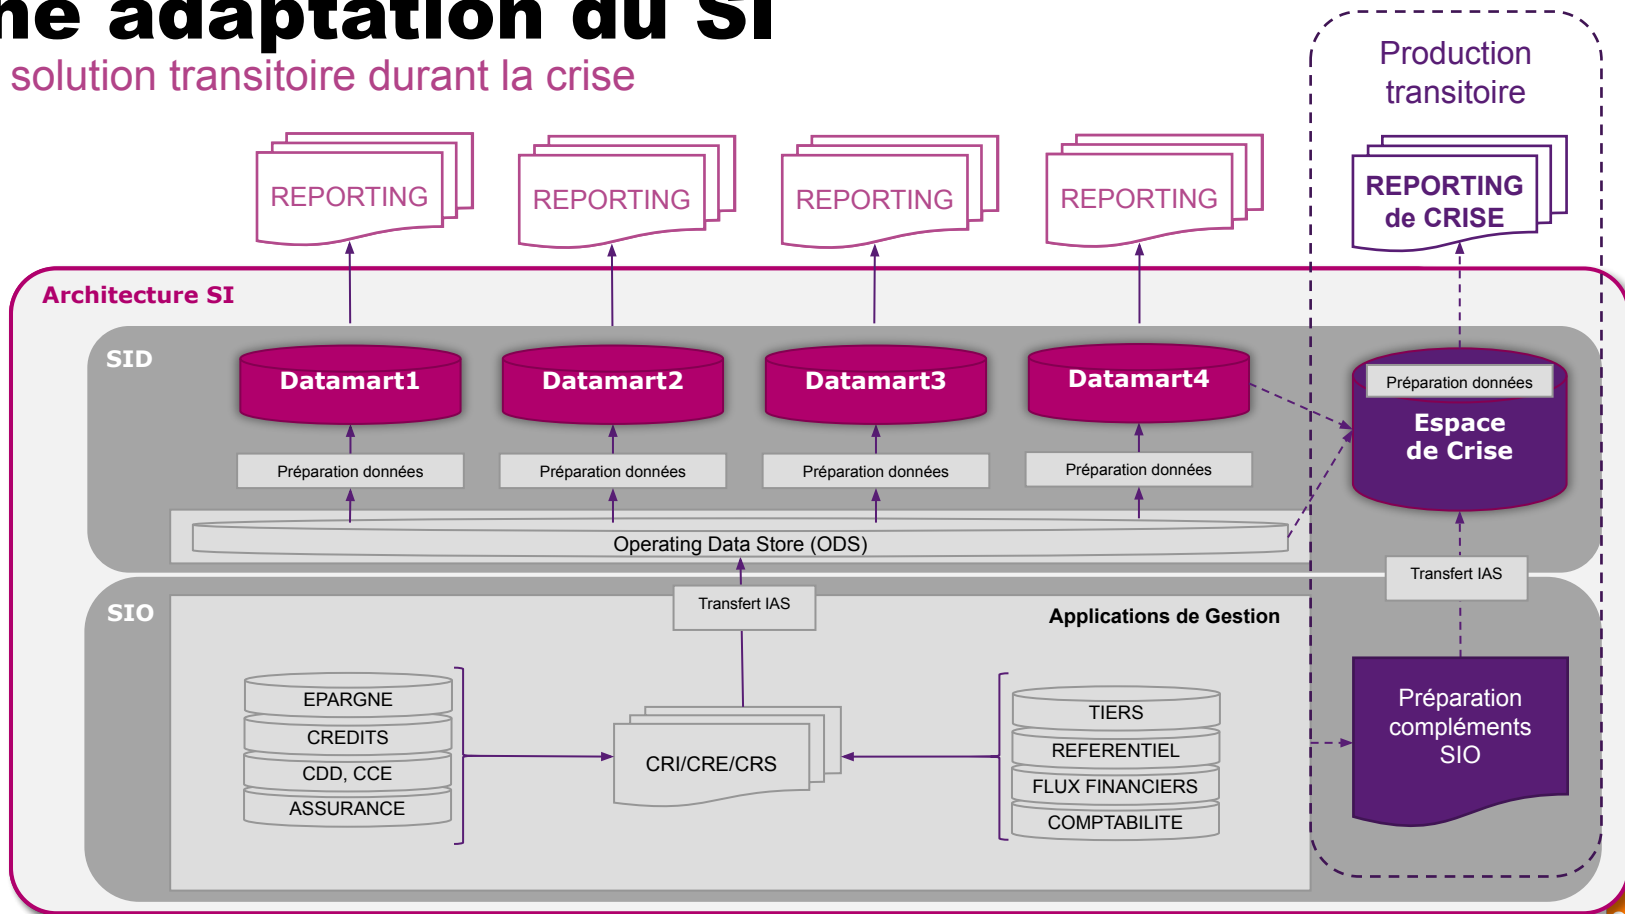 ne adaptation du SI
solution transitoire durant la crise
Production
transitoire
REPORTING
REPORTING
REPORTING
REPORTING
REPORTING
de CRISE
Architecture SI
SID
Datamart1
Datamart2
Datamart3
Datamart4
Préparation données
Espace
de Crise
Préparation données
Préparation données
Préparation données
Préparation données
Operating Data Store (ODS)
Transfert IAS
SIO
Transfert IAS
Applications de Gestion
EPARGNE
CREDITS
CDD, CCE
ASSURANCE
CRI/CRE/CRS
TIERS
REFERENTIEL
FLUX FINANCIERS
COMPTABILITE
Préparation
compléments
SIO